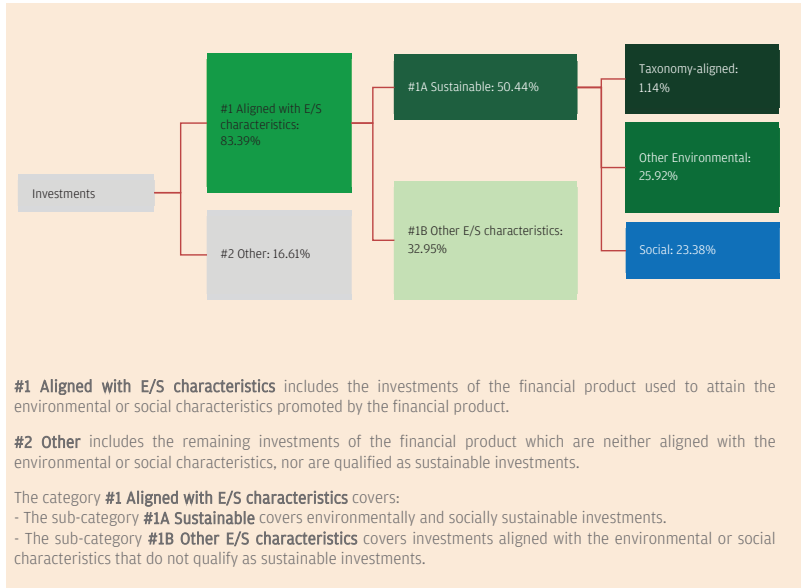 Investments
#1 Aligned with E/S
characteristics:
83.39%
#2 Other: 16.61%
#1A Sustainable: 50.44%
#1B Other E/S characteristics:
32.95%
Taxonomy-aligned:
1.14%
Other Environmental:
25.92%
Social: 23.38%
#1 Aligned with E/S characteristics includes the investments of the financial product used to attain the
environmental or social characteristics promoted by the financial product.
#2 Other includes the remaining investments of the financial product which are neither aligned with the
environmental or social characteristics, nor are qualified as sustainable investments.
The category #1 Aligned with E/S characteristics covers:
- The sub-category #1A Sustainable covers environmentally and socially sustainable investments.
- The sub-category #1B Other E/S characteristics covers investments aligned with the environmental or social
characteristics that do not qualify as sustainable investments.